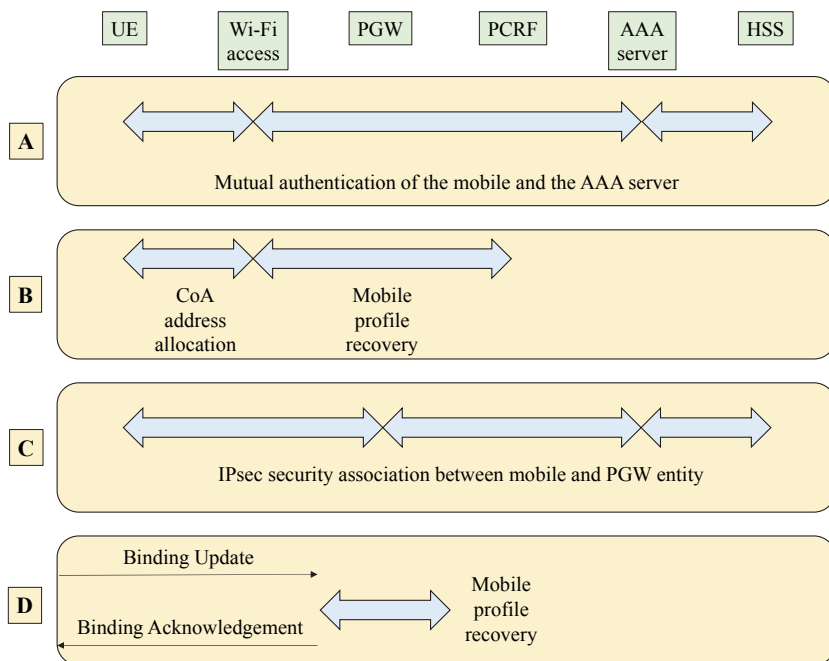 UE
Wi-Fi
access
PGW
PCRF
AAA
server
HSS
A
Mutual authentication of the mobile and the AAA server
B
CoA
address
allocation
Mobile
profile
recovery
C
IPsec security association between mobile and PGW entity
D
Binding Update
Binding Acknowledgement
Mobile
profile
recovery